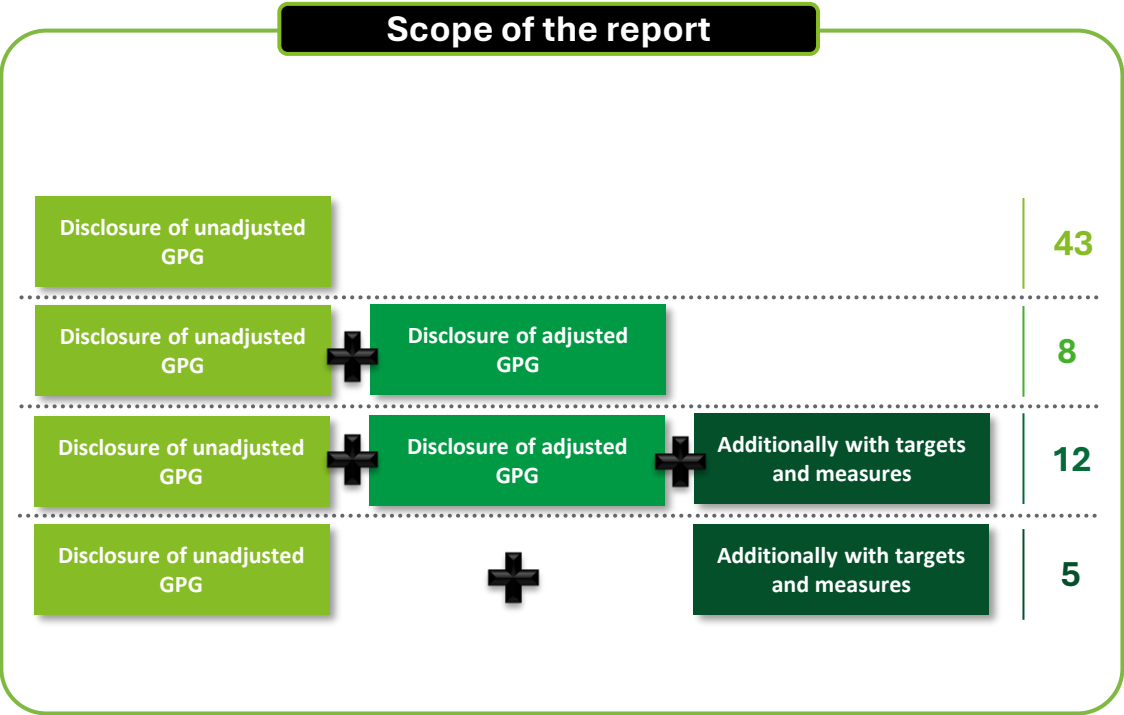 Scope of the report
Disclosure of unadjusted
GPG
43
Disclosure of unadjusted
GPG
Disclosure of adjusted
GPG
8
Disclosure of unadjusted
GPG
Disclosure of adjusted
GPG
Additionally with targets
and measures
12
Disclosure of unadjusted
GPG
Additionally with targets
and measures
5